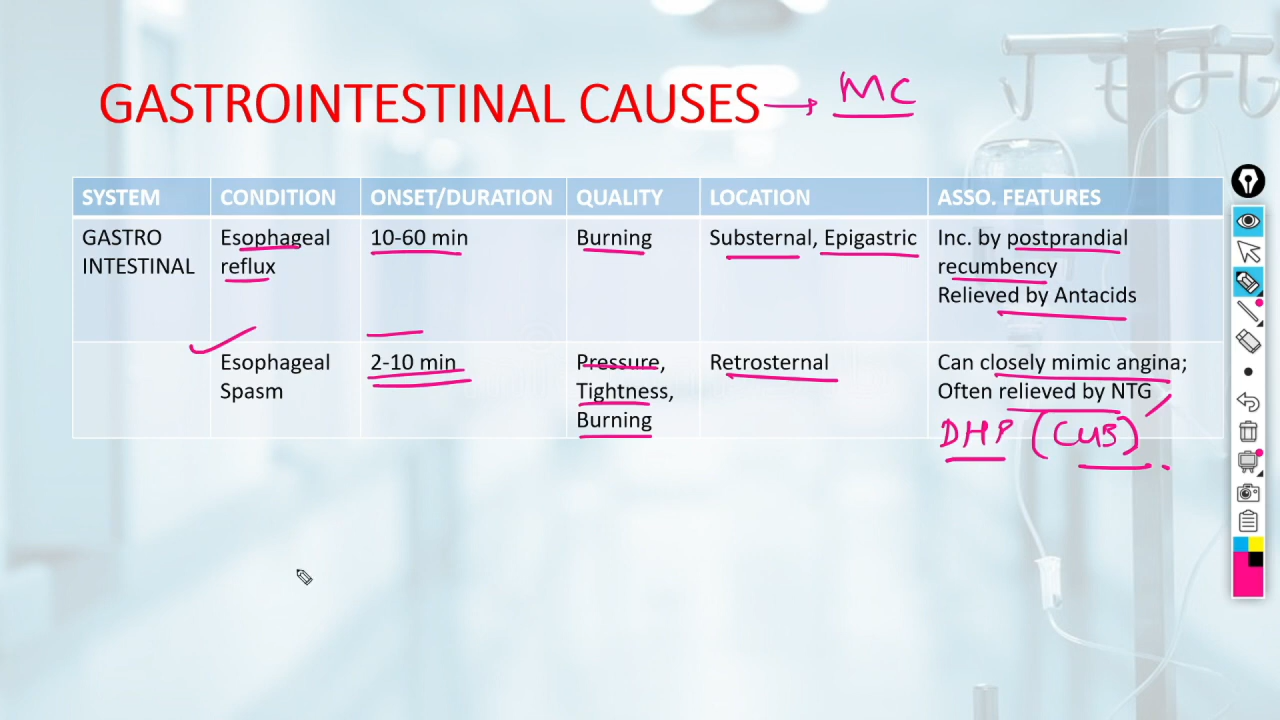 GASTROINTESTINAL CAUSES → MC
SYSTEM CONDITION ONSET/DURATION QUALITY LOCATION ASSO. FEATURES
GASTRO INTESTINAL Esophageal reflux 10-60 min Burning Substernal, Epigastric Inc. by postprandial recumbency Relieved by Antacids
Esophageal Spasm 2-10 min Pressure, Tightness, Burning Retrosternal Can closely mimic angina; Often relieved by NTG
DHP (CCB)